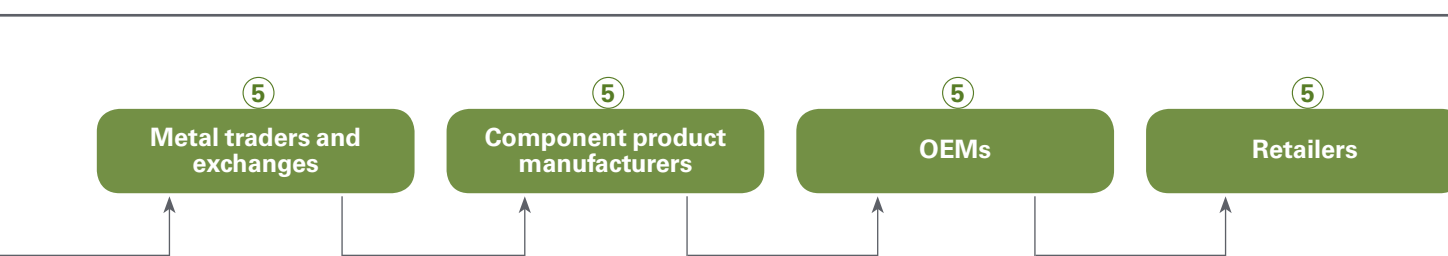 5
Metal traders and
exchanges
5
Component product
manufacturers
5
OEMs
5
Retailers